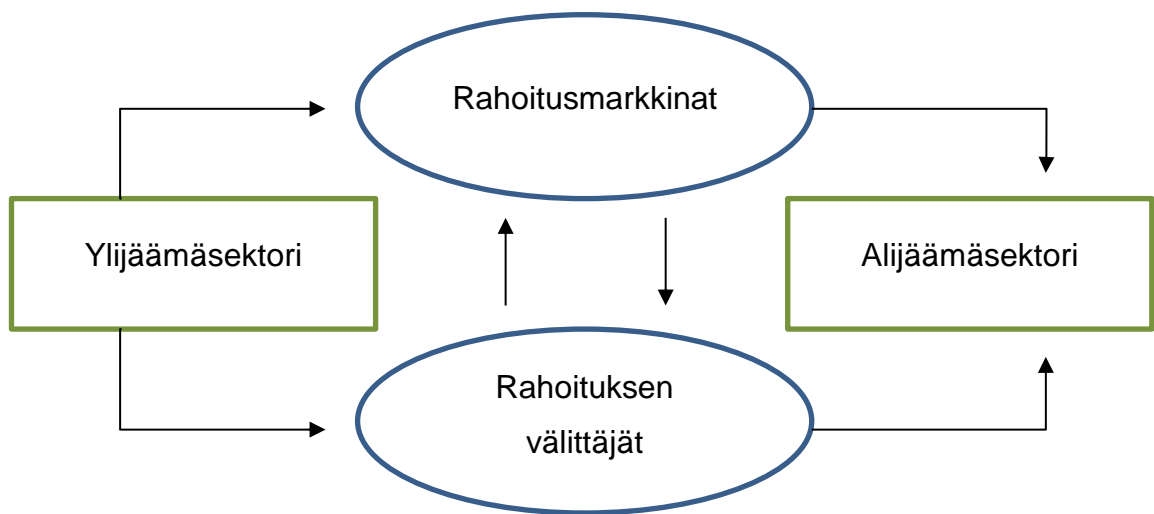 Rahoitusmarkkinat
Ylijäämäsektori
Alijäämäsektori
Rahoituksen
välittäjät